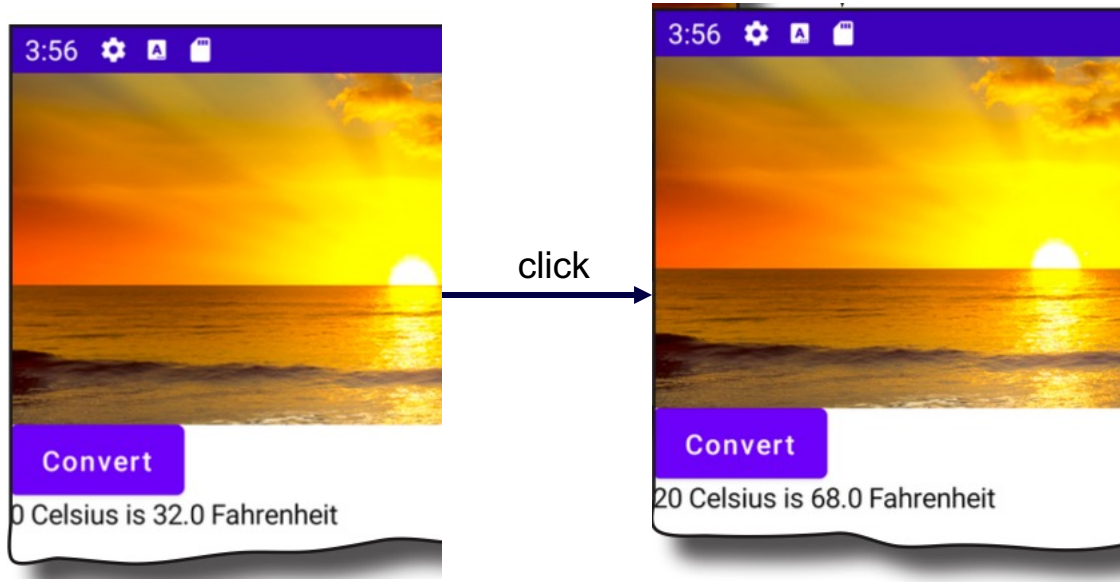 3:56
A
Convert
0 Celsius is 32.0 Fahrenheit
click
3:56
A
Convert
20 Celsius is 68.0 Fahrenheit